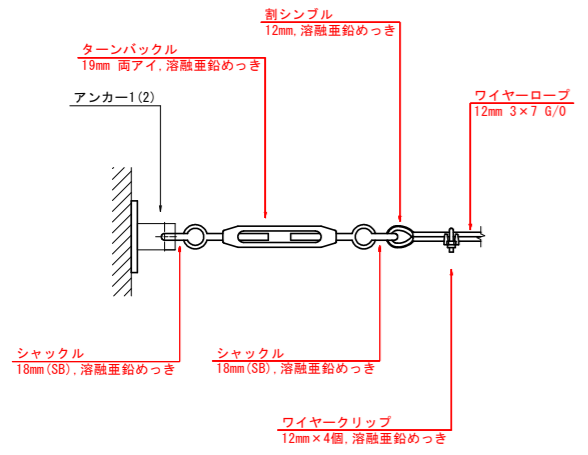 割シンブル
12mm,溶融亜鉛めっき
ターンバックル
19mm 両アイ,溶融亜鉛めっき
アンカー1(2)
ワイヤーロープ
12mm 3×7 G/O
シャックル
18mm(SB),溶融亜鉛めっき
シャックル
18mm(SB),溶融亜鉛めっき
ワイヤークリップ
12mm×4個,溶融亜鉛めっき